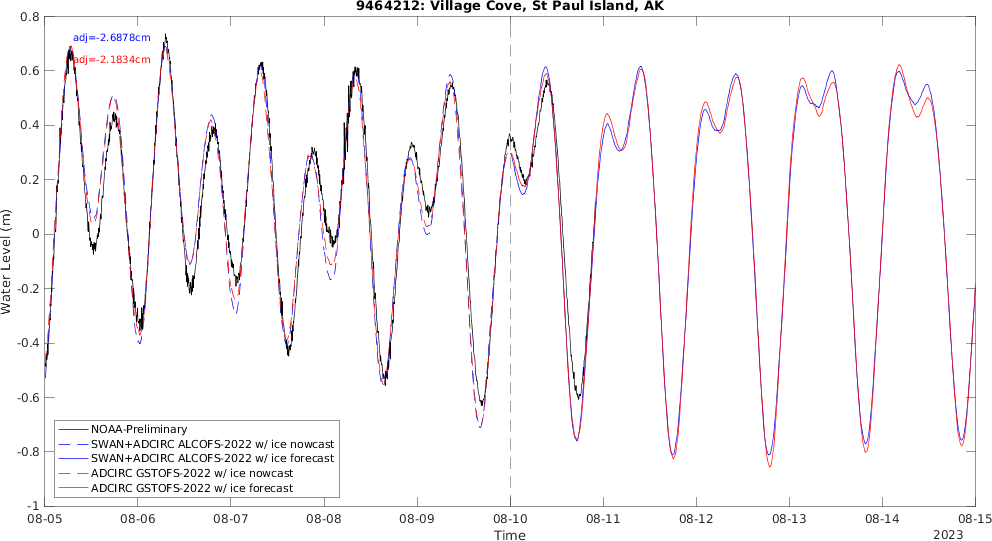 9464212: Village Cove, St Paul Island, AK
adj=-2.6878cm
adj=-2.1834cm
0.8
0.6
0.4
0.2
0
-0.2
-0.4
-0.6
-0.8
-1
Water Level (m)
NOAA-Preliminary
SWAN+ADCIRC ALCOFS-2022 w/ ice nowcast
SWAN+ADCIRC ALCOFS-2022 w/ ice forecast
ADCIRC GSTOFS-2022 w/ ice nowcast
ADCIRC GSTOFS-2022 w/ ice forecast
08-05 08-06 08-07 08-08 08-09 08-10 08-11 08-12 08-13 08-14 08-15
Time
2023